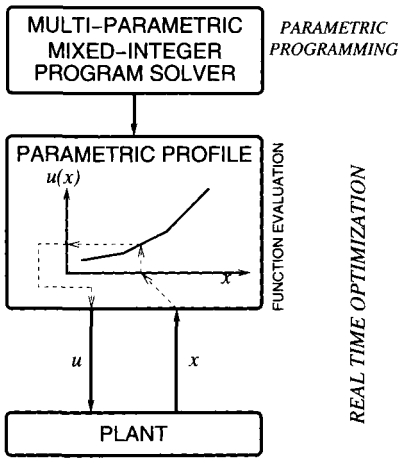 MULTI-PARAMETRIC
MIXED-INTEGER
PROGRAM SOLVER
PARAMETRIC
PROGRAMMING
PARAMETRIC PROFILE
u(x)
x
FUNCTION EVALUATION
REAL TIME OPTIMIZATION
u
x
PLANT